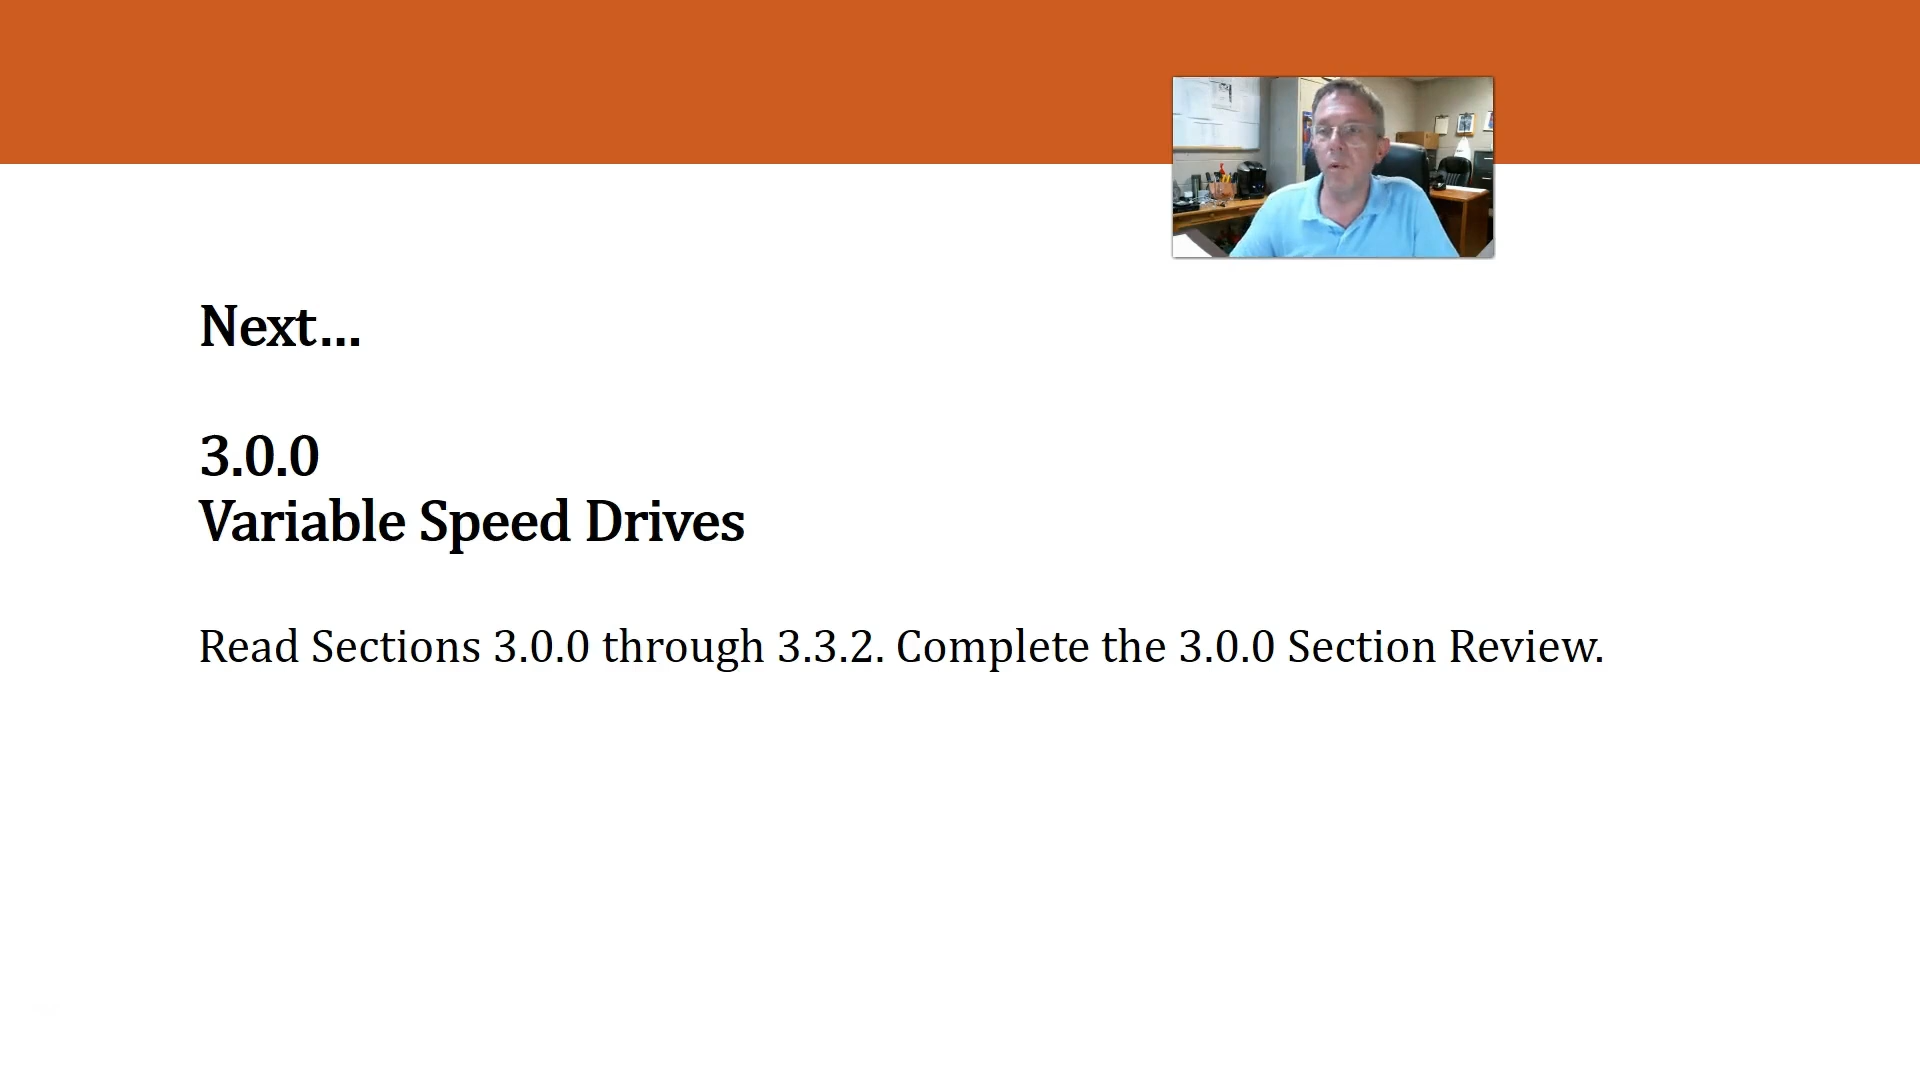 Next…
3.0.0
Variable Speed Drives
Read Sections 3.0.0 through 3.3.2. Complete the 3.0.0 Section Review.